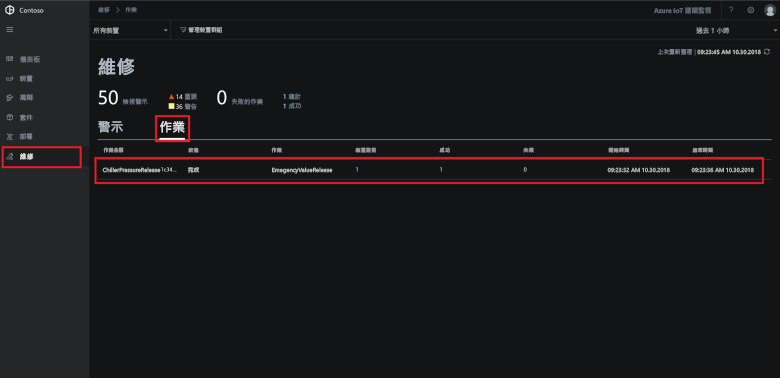 Contoso
維修 > 作業
Azure IoT 遠端監視
?
所有裝置
管理裝置群組
過去 1 小時
儀表板
裝置
規則
套件
部署
維修
上次重新整理 | 09:23:45 AM 10.30.2018
維修
50 檢視警示
14 重要
36 警告
0 失敗的作業
1 總計
1 成功
警示
作業
作業名稱 狀態 作業 裝置數目 成功 失敗 開始時間 結束時間
ChillerPressureRelease1c34... 完成 EmegencyValveRelease 1 1 0 09:23:32 AM 10.30.2018 09:23:36 AM 10.30.2018